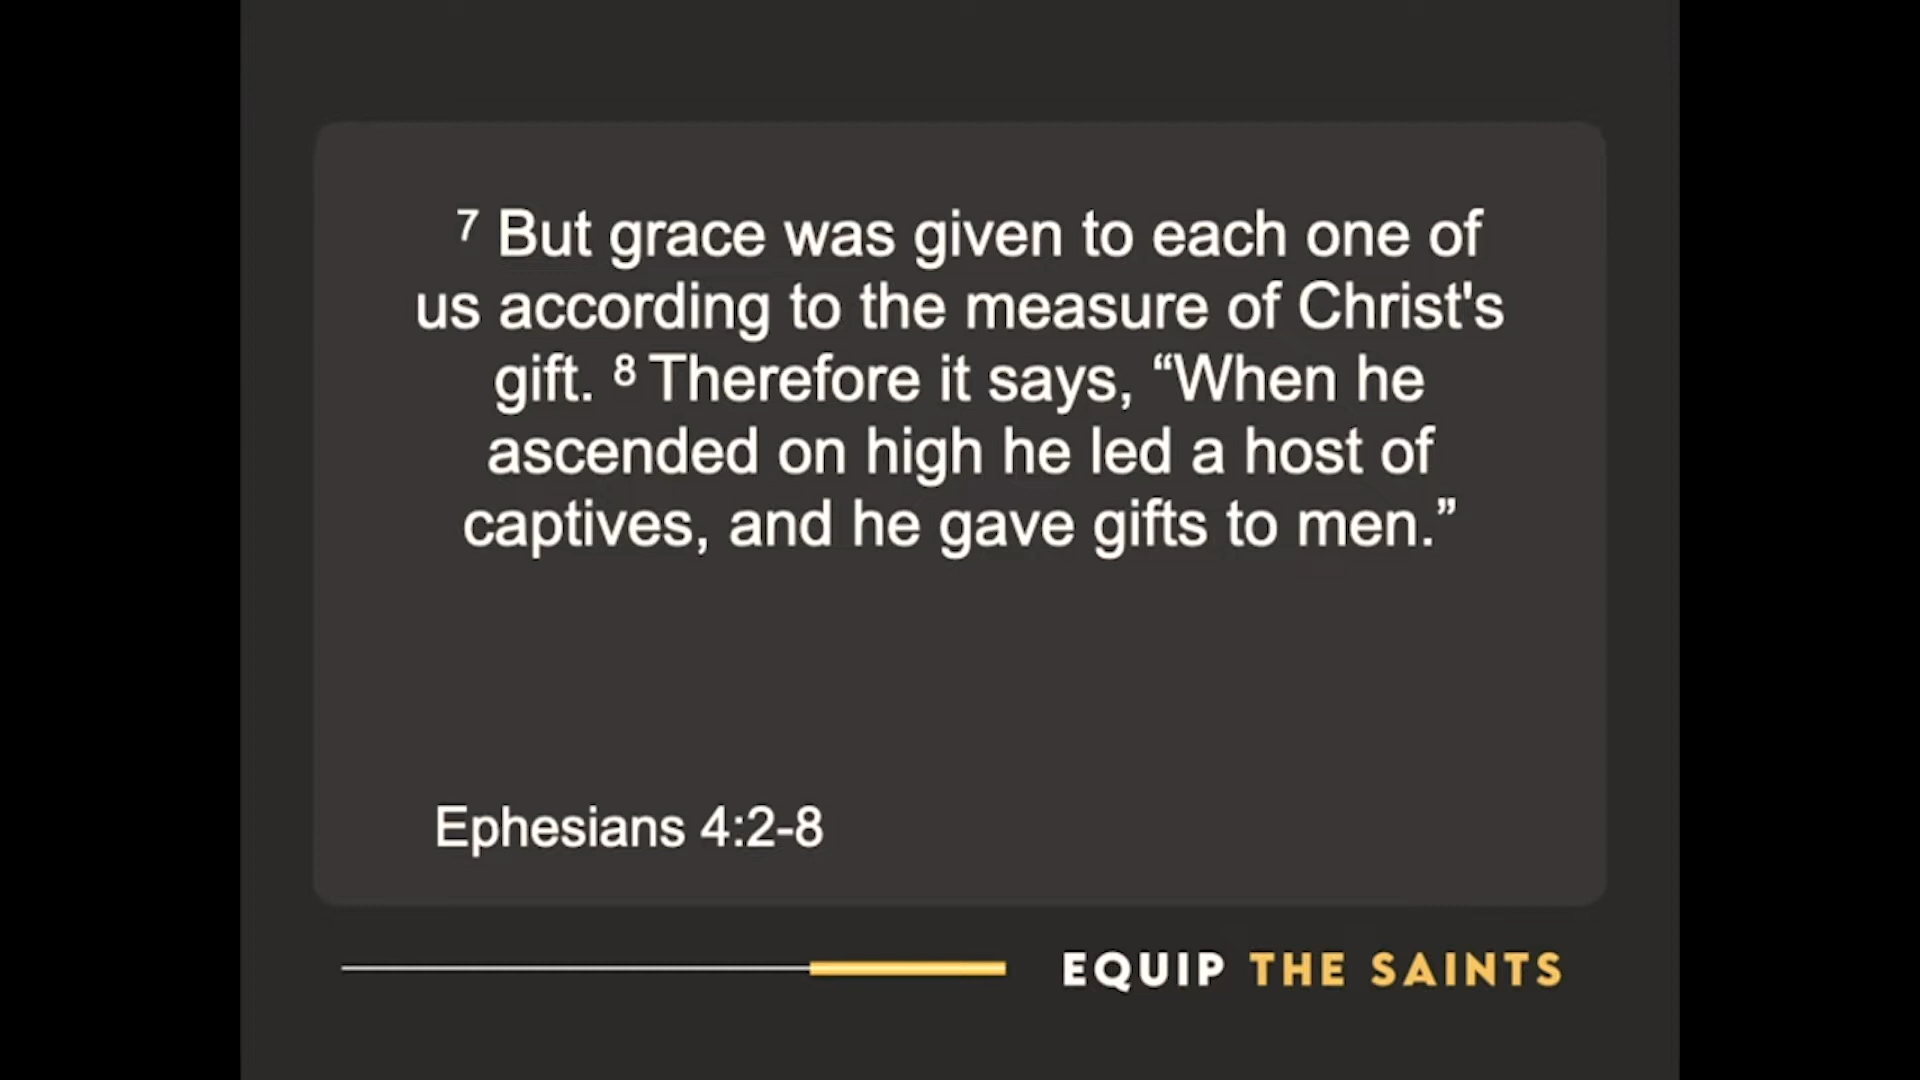 7 But grace was given to each one of
us according to the measure of Christ's
gift. 8 Therefore it says, “When he
ascended on high he led a host of
captives, and he gave gifts to men.”
Ephesians 4:2-8
EQUIP THE SAINTS